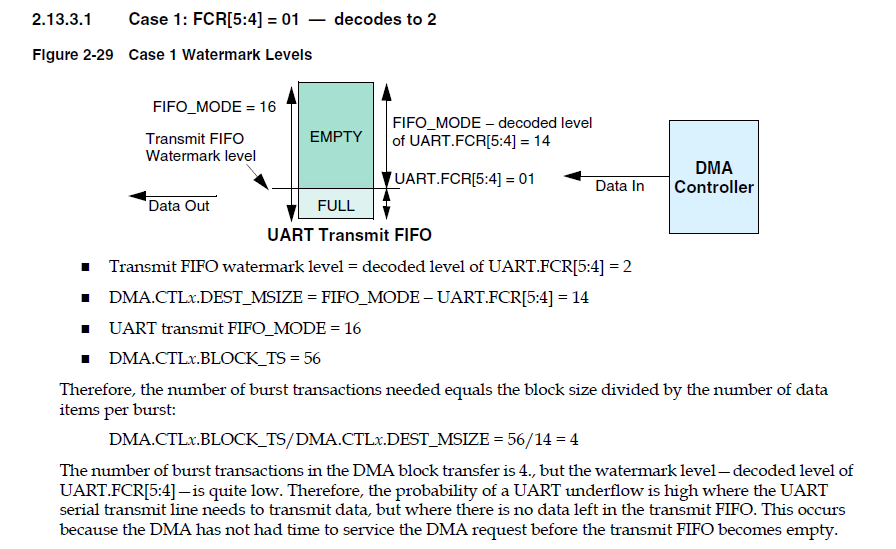 2.13.3.1 Case 1: FCR[5:4] = 01 — decodes to 2
Figure 2-29 Case 1 Watermark Levels
FIFO_MODE = 16
Transmit FIFO
Watermark level
Data Out
EMPTY
FULL
FIFO_MODE – decoded level
of UART.FCR[5:4] = 14
UART.FCR[5:4] = 01
Data In
DMA
Controller
UART Transmit FIFO
■ Transmit FIFO watermark level = decoded level of UART.FCR[5:4] = 2
■ DMA.CTLx.DEST_MSIZE = FIFO_MODE – UART.FCR[5:4] = 14
■ UART transmit FIFO_MODE = 16
■ DMA.CTLx.BLOCK_TS = 56
Therefore, the number of burst transactions needed equals the block size divided by the number of data
items per burst:
DMA.CTLx.BLOCK_TS/DMA.CTLx.DEST_MSIZE = 56/14 = 4
The number of burst transactions in the DMA block transfer is 4., but the watermark level—decoded level of
UART.FCR[5:4]—is quite low. Therefore, the probability of a UART underflow is high where the UART
serial transmit line needs to transmit data, but where there is no data left in the transmit FIFO. This occurs
because the DMA has not had time to service the DMA request before the transmit FIFO becomes empty.